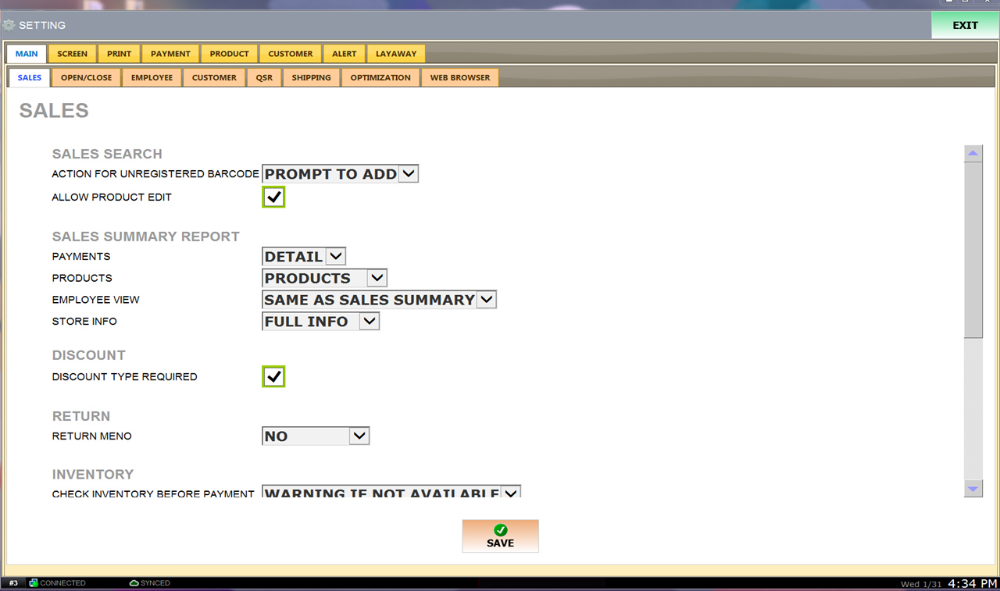 SETTING
EXIT
MAIN SCREEN PRINT PAYMENT PRODUCT CUSTOMER ALERT LAYAWAY
SALES OPEN/CLOSE EMPLOYEE CUSTOMER QSR SHIPPING OPTIMIZATION WEB BROWSER
SALES
SALES SEARCH
ACTION FOR UNREGISTERED BARCODE PROMPT TO ADD
ALLOW PRODUCT EDIT
SALES SUMMARY REPORT
PAYMENTS DETAIL
PRODUCTS PRODUCTS
EMPLOYEE VIEW SAME AS SALES SUMMARY
STORE INFO FULL INFO
DISCOUNT
DISCOUNT TYPE REQUIRED
RETURN
RETURN MENO NO
INVENTORY
CHECK INVENTORY BEFORE PAYMENT WARNING IF NOT AVAILABLE
SAVE
#3 CONNECTED SYNCED Wed 1/31 4:34 PM